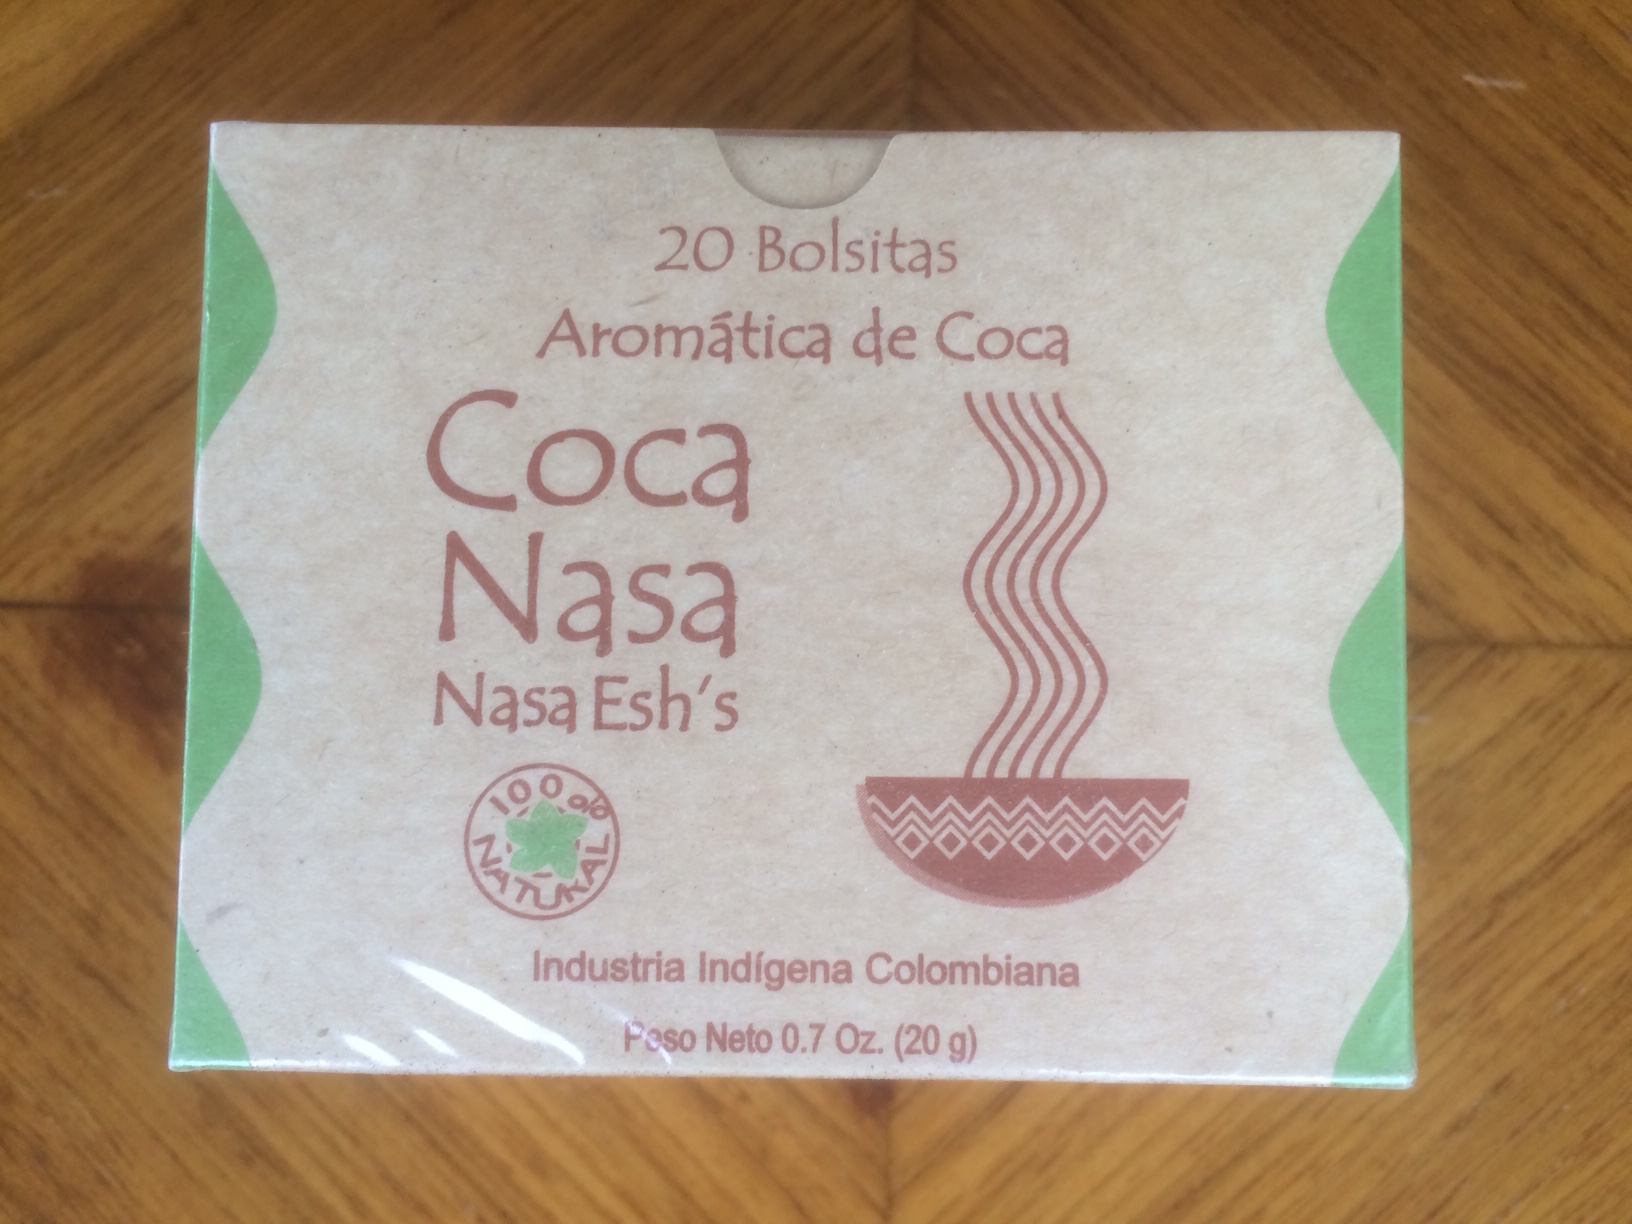 20 Bolsitas
Aromática de Coca
Coca
Nasa
Nasa Esh's
100%
NATURAL
Industria Indígena Colombiana
Peso Neto 0.7 Oz. (20 g)